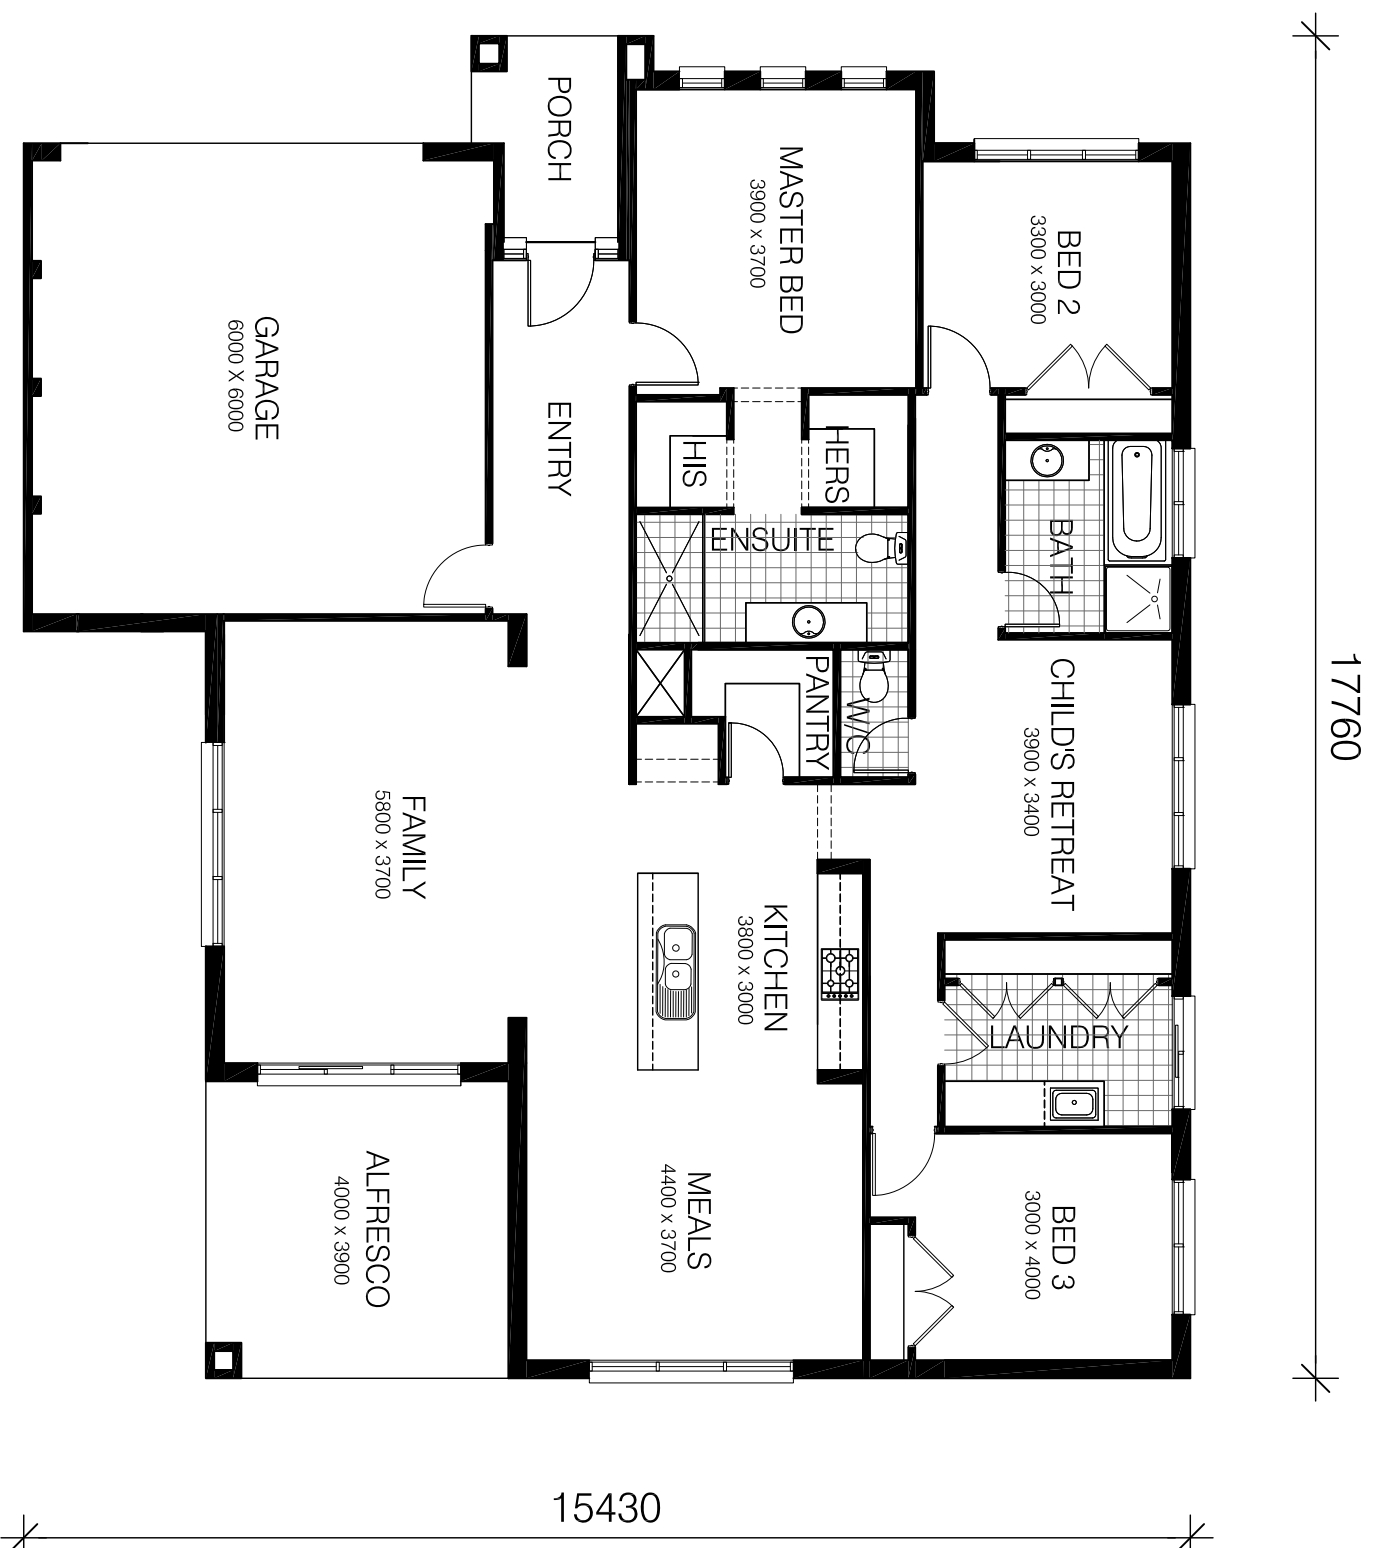 PORCH
MASTER BED
3900 x 3700
BED 2
3300 x 3000
GARAGE
6000 X 6000
ENTRY
HIS
HERS
ENSUITE
BATH
PANTRY
W/C
CHILD'S RETREAT
3900 x 3400
17760
FAMILY
5800 x 3700
KITCHEN
3800 x 3000
LAUNDRY
ALFRESCO
4000 x 3900
MEALS
4400 x 3700
BED 3
3000 x 4000
15430